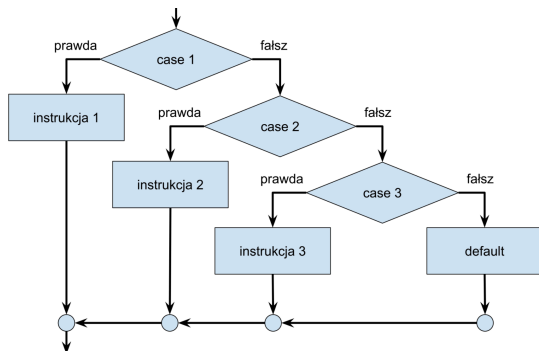 prawda
case 1
fałsz
instrukcja 1
prawda
case 2
fałsz
instrukcja 2
prawda
case 3
fałsz
instrukcja 3
default